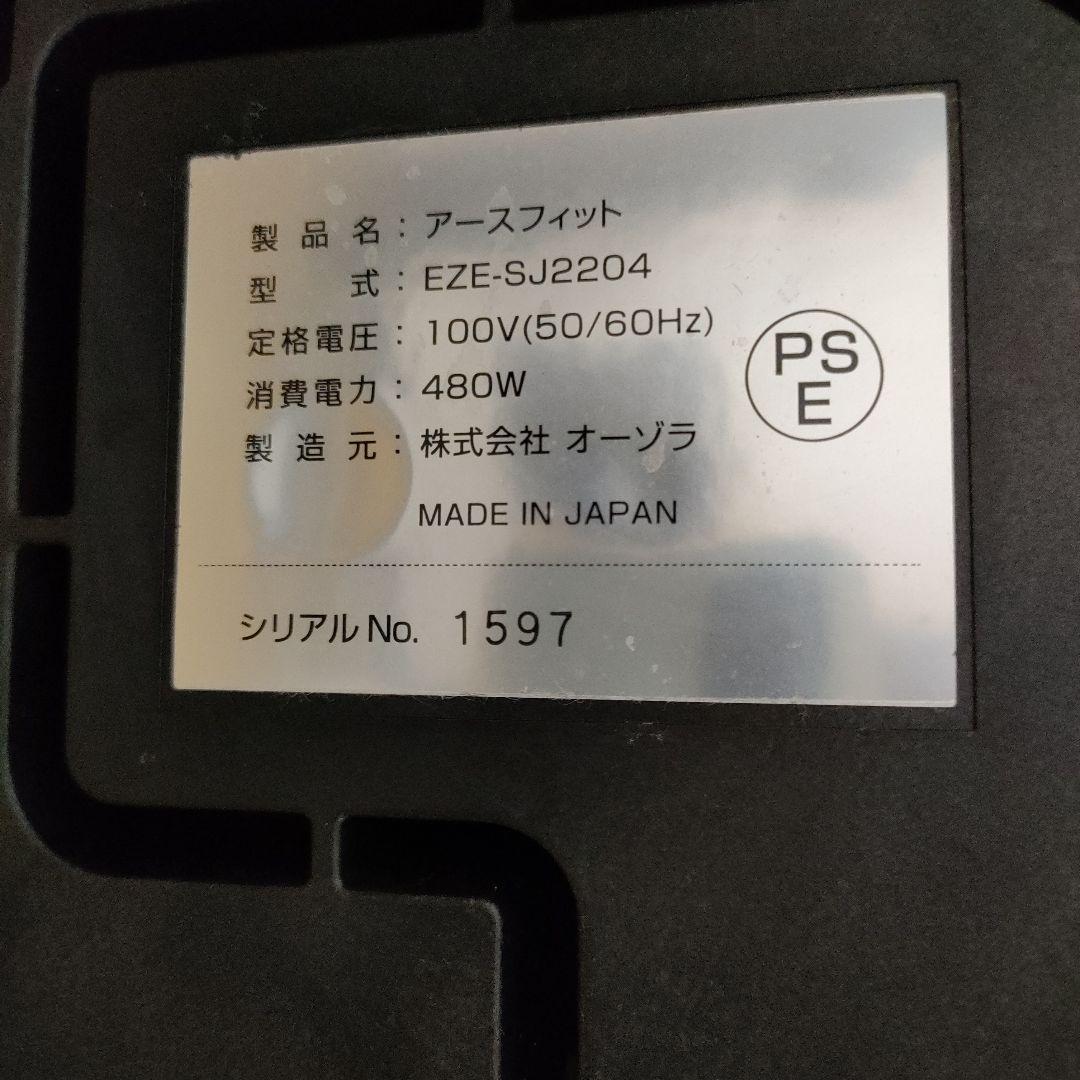 製品名：アースフィット
型式：EZE-SJ2204
定格電圧：100V(50/60Hz)
消費電力：480W
製造元：株式会社 オーゾラ
MADE IN JAPAN
PS
E
シリアルNo. 1597